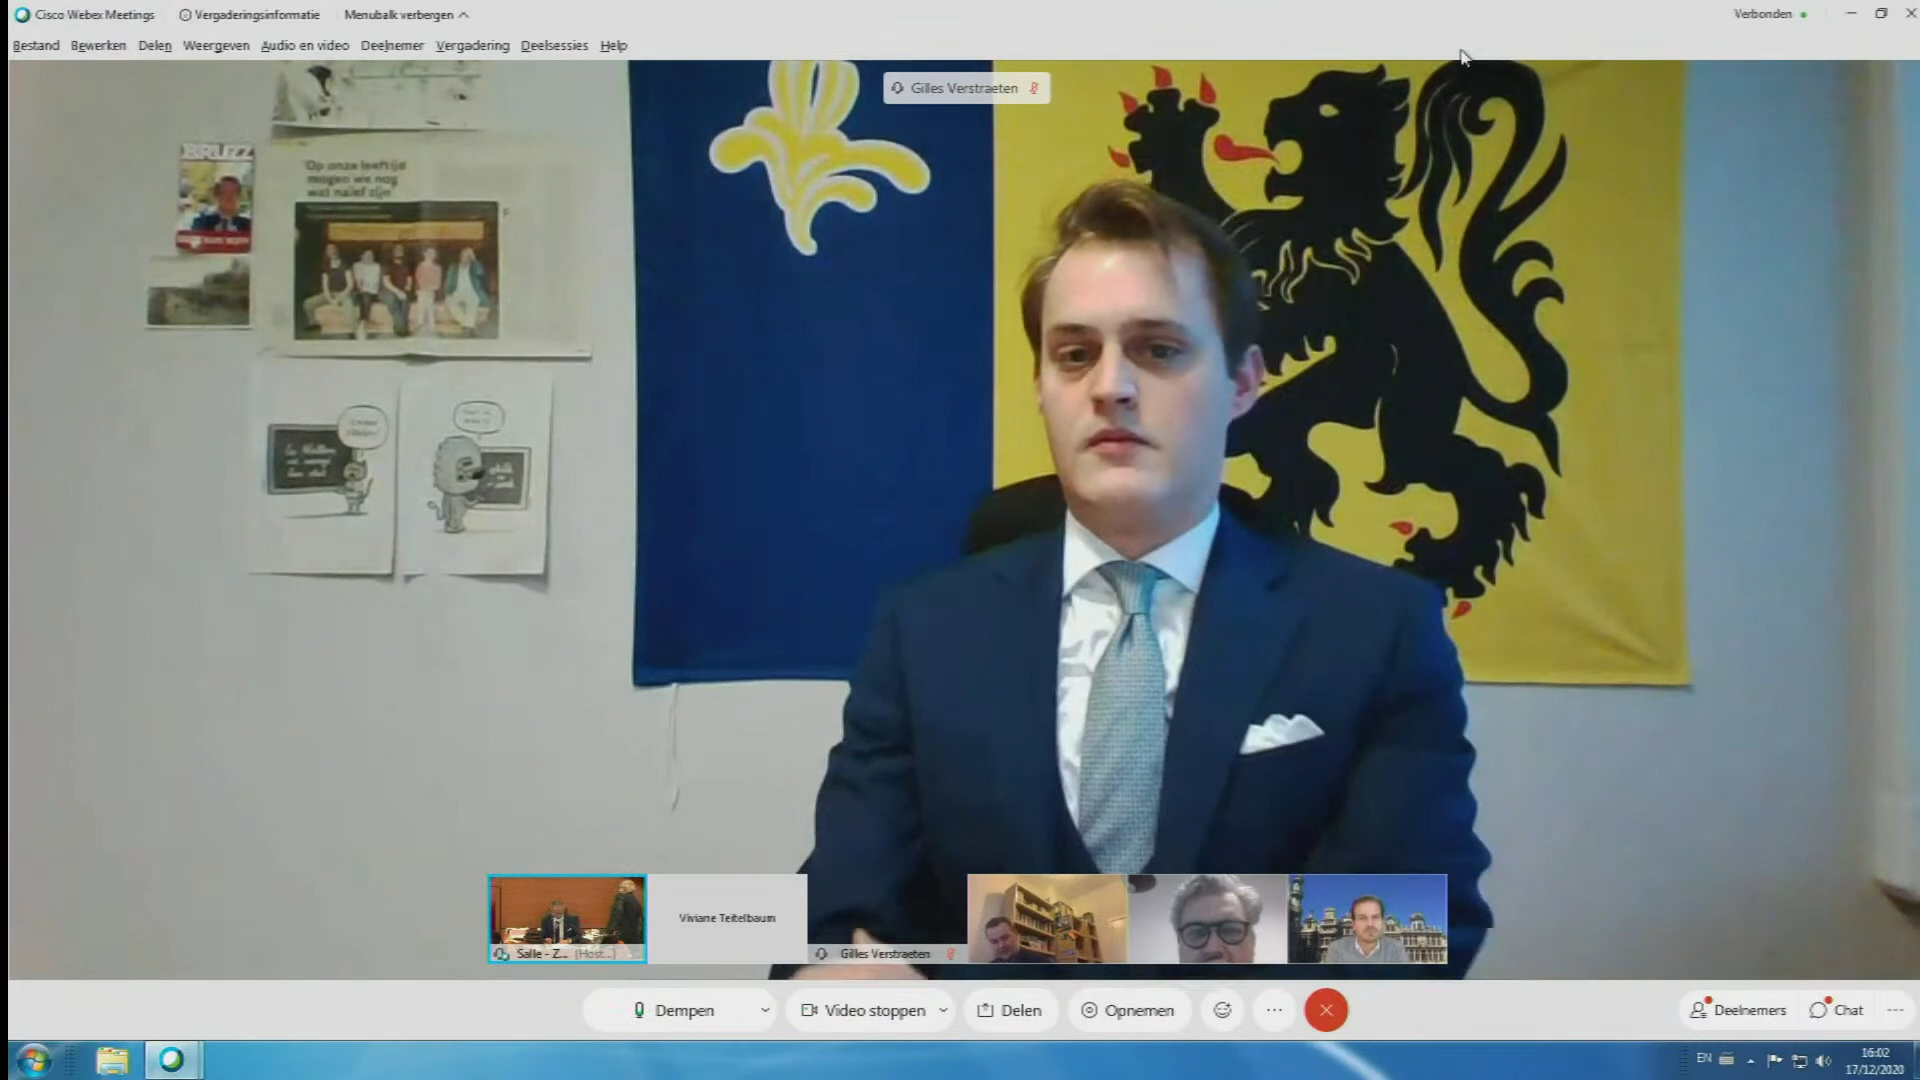 Cisco Webex Meetings
Vergaderingsinformatie
Menubalk verbergen
Verbonden
Bestand
Bewerken
Delen
Weergeven
Audio en video
Deelnemer
Vergadering
Deelsessies
Help
Gilles Verstraeten
BRUZZ
'Op onze leeftijd
mogen we nog
wat naïef zijn'
Salle - Z... (Host...)
Viviane Teitelbaum
Gilles Verstraeten
Dempen
Video stoppen
Delen
Opnemen
Deelnemers
Chat
EN
16:02
17/12/2020